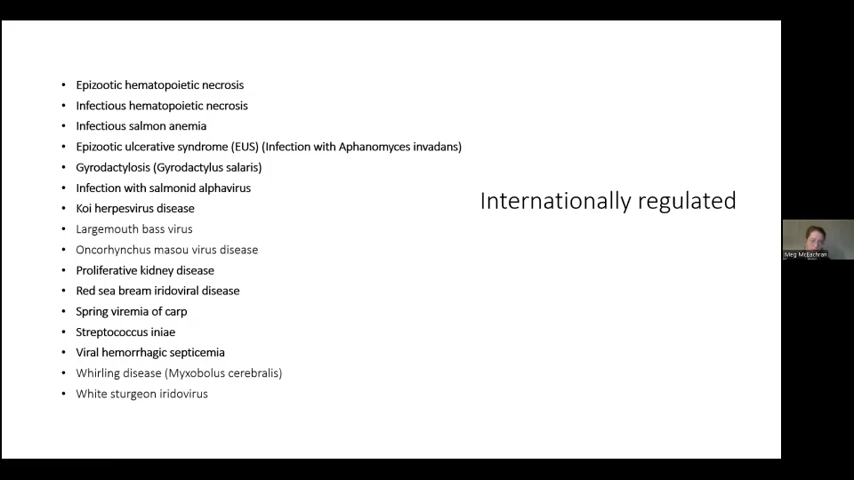 Epizootic hematopoietic necrosis
Infectious hematopoietic necrosis
Infectious salmon anemia
Epizootic ulcerative syndrome (EUS) (Infection with Aphanomyces invadans)
Gyrodactylosis (Gyrodactylus salaris)
Infection with salmonid alphavirus
Koi herpesvirus disease
Largemouth bass virus
Oncorhynchus masou virus disease
Proliferative kidney disease
Red sea bream iridoviral disease
Spring viremia of carp
Streptococcus iniae
Viral hemorrhagic septicemia
Whirling disease (Myxobolus cerebralis)
White sturgeon iridovirus
Internationally regulated
Meg McEachran